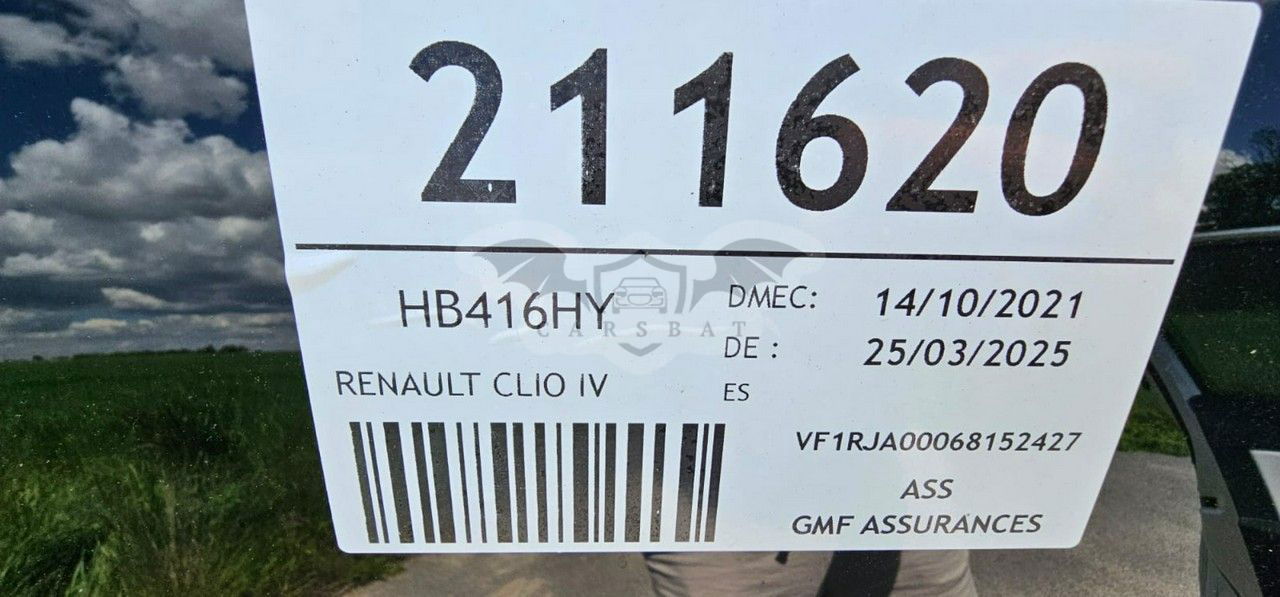 211620
HB416HY
DMEC: 14/10/2021
DE : 25/03/2025
RENAULT CLIO IV
ES
VF1RJA00068152427
ASS
GMF ASSURANCES
CARSBAT